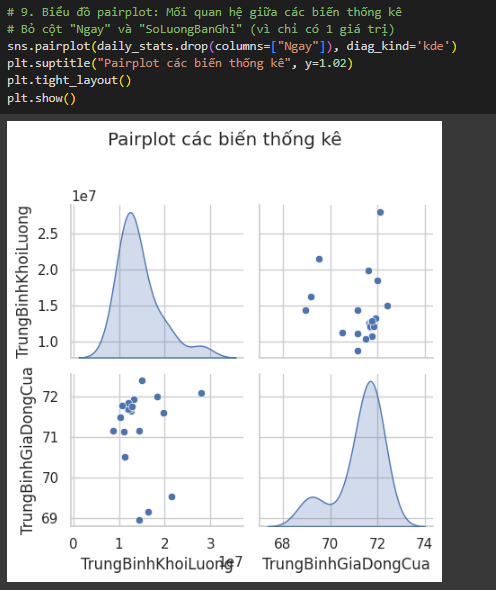 # 9. Biểu đồ pairplot: Mối quan hệ giữa các biến thống kê
# Bỏ cột "Ngay" và "SoLuongBanGhi" (vì chỉ có 1 giá trị)
sns.pairplot(daily_stats.drop(columns=["Ngay"]), diag_kind='kde')
plt.suptitle("Pairplot các biến thống kê", y=1.02)
plt.tight_layout()
plt.show()
Pairplot các biến thống kê
1e7
TrungBinhKhoiLuong
2.5
2.0
1.5
1.0
TrungBinhGiaDongCua
72
71
70
69
0 1 2 3
68 70 72 74
TrungBinhKhoiLuong
1e7
TrungBinhGiaDongCua